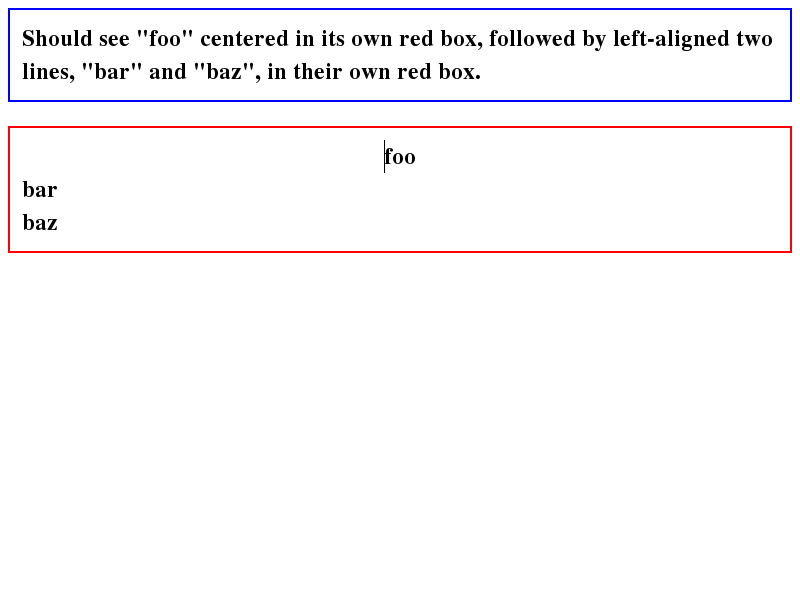 Should see "foo" centered in its own red box, followed by left-aligned two
lines, "bar" and "baz", in their own red box.
foo
bar
baz